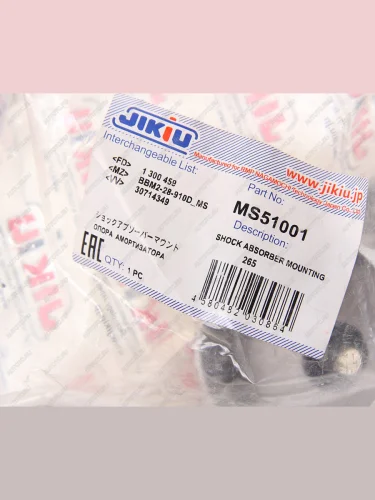 JIKIU
Interchangeable List:
<FD> 1 300 459
<MZ> BBM2-28-910D_MS
<VV> 30714349
ショックアブソーバーマウント
ОПОРА АМОРТИЗАТОРА
EAC
QTY: 1 PC.
www.jikiu.jp
Part No.:
MS51001
Description:
SHOCK ABSORBER MOUNTING
265
JIKIU